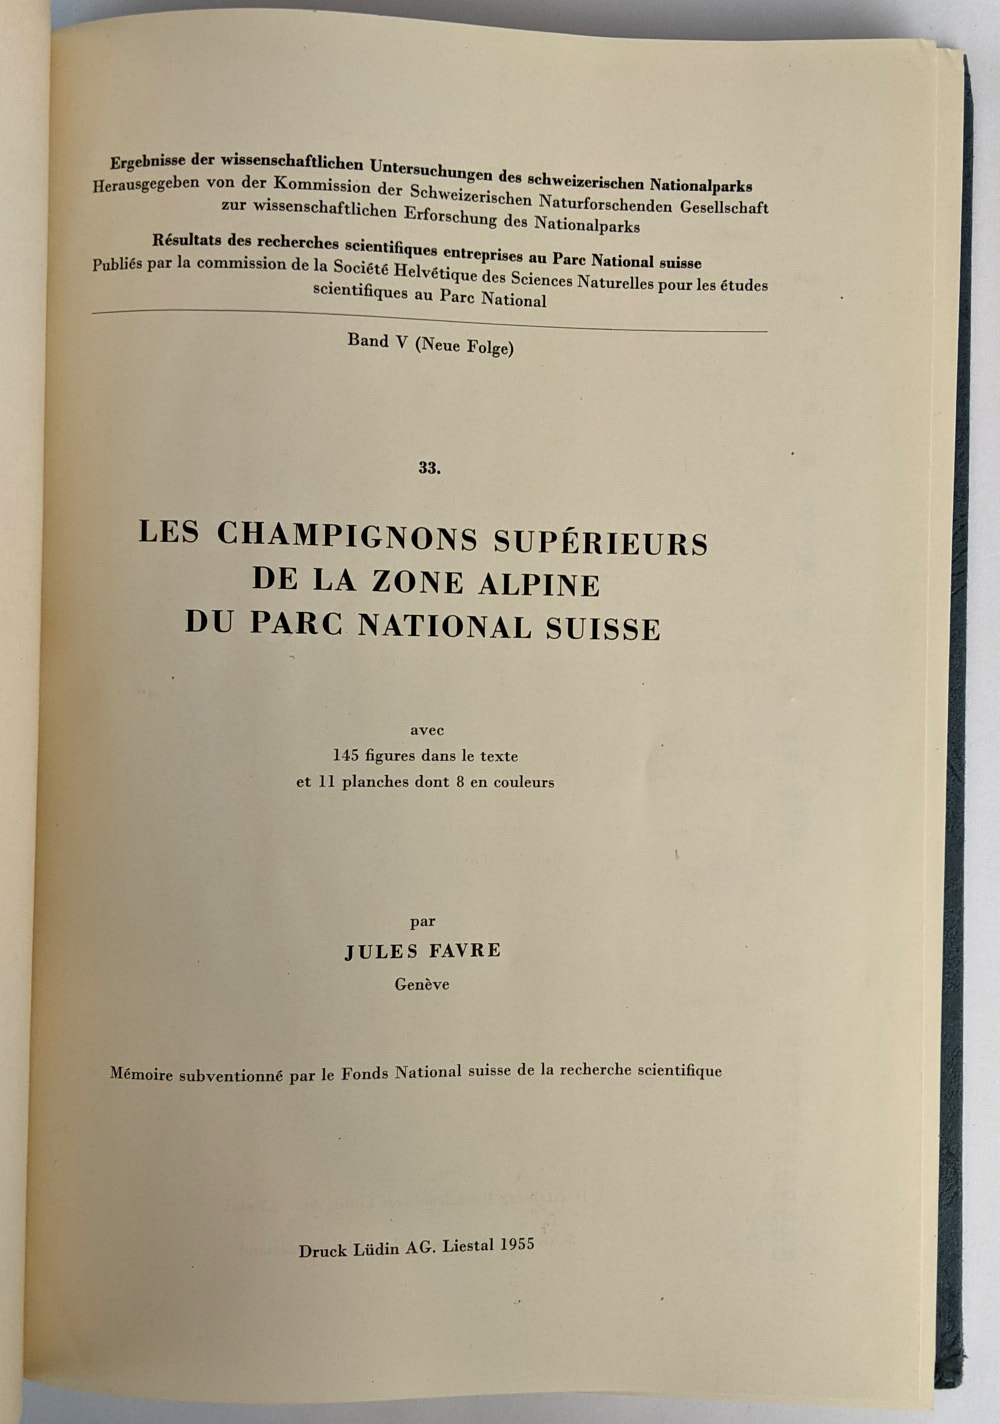 Ergebnisse der wissenschaftlichen Untersuchungen des schweizerischen Nationalparks
Herausgegeben von der Kommission der Schweizerischen Naturforschenden Gesellschaft
zur wissenschaftlichen Erforschung des Nationalparks
Résultats des recherches scientifiques entreprises au Parc National suisse
Publiés par la commission de la Société Helvétique des Sciences Naturelles pour les études
scientifiques au Parc National
Band V (Neue Folge)
33.
LES CHAMPIGNONS SUPÉRIEURS
DE LA ZONE ALPINE
DU PARC NATIONAL SUISSE
avec
145 figures dans le texte
et 11 planches dont 8 en couleurs
par
JULES FAVRE
Genève
Mémoire subventionné par le Fonds National suisse de la recherche scientifique
Druck Lüdin AG. Liestal 1955